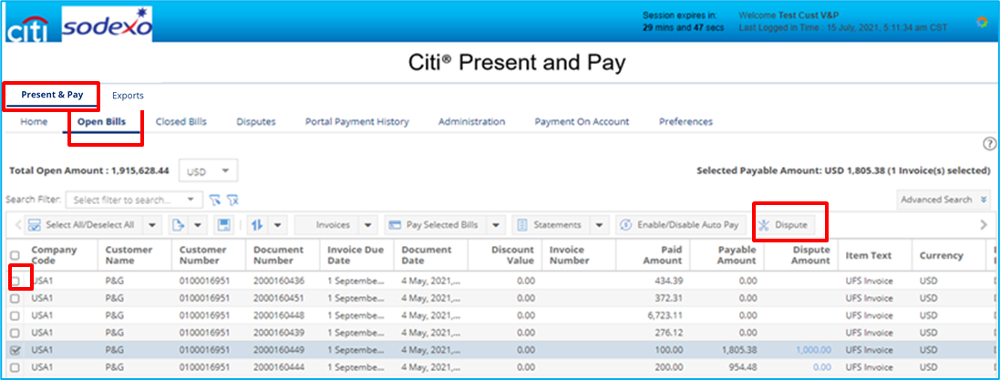 citi sodexo
Session expires in: Welcome Test Cust V&P
29 mins and 47 secs Last Logged in Time : 15 July, 2021, 5:11:34 am CST
Citi® Present and Pay
Present & Pay Exports
Home Open Bills Closed Bills Disputes Portal Payment History Administration Payment On Account Preferences
Total Open Amount : 1,915,628.44 USD Selected Payable Amount: USD 1,805.38 (1 Invoice(s) selected)
Search Filter: Select filter to search... Advanced Search
Select All/Deselect All Invoices Pay Selected Bills Statements Enable/Disable Auto Pay Dispute
Company Customer Customer Document Invoice Due Document Discount Invoice Paid Payable Dispute Item Text Currency
Code Name Number Number Date Date Value Number Amount Amount Amount
USA1 P&G 0100016951 2000160436 1 Septembe... 4 May, 2021,... 0.00 434.39 0.00 UFS Invoice USD
USA1 P&G 0100016951 2000160451 1 Septembe... 4 May, 2021,... 0.00 372.31 0.00 UFS Invoice USD
USA1 P&G 0100016951 2000160448 1 Septembe... 4 May, 2021,... 0.00 6,723.11 0.00 UFS Invoice USD
USA1 P&G 0100016951 2000160439 1 Septembe... 4 May, 2021,... 0.00 276.12 0.00 UFS Invoice USD
USA1 P&G 0100016951 2000160449 1 Septembe... 4 May, 2021,... 0.00 100.00 1,805.38 1,000.00 UFS Invoice USD
USA1 P&G 0100016951 2000160444 1 Septembe... 4 May, 2021,... 0.00 200.00 954.48 0.00 UFS Invoice USD